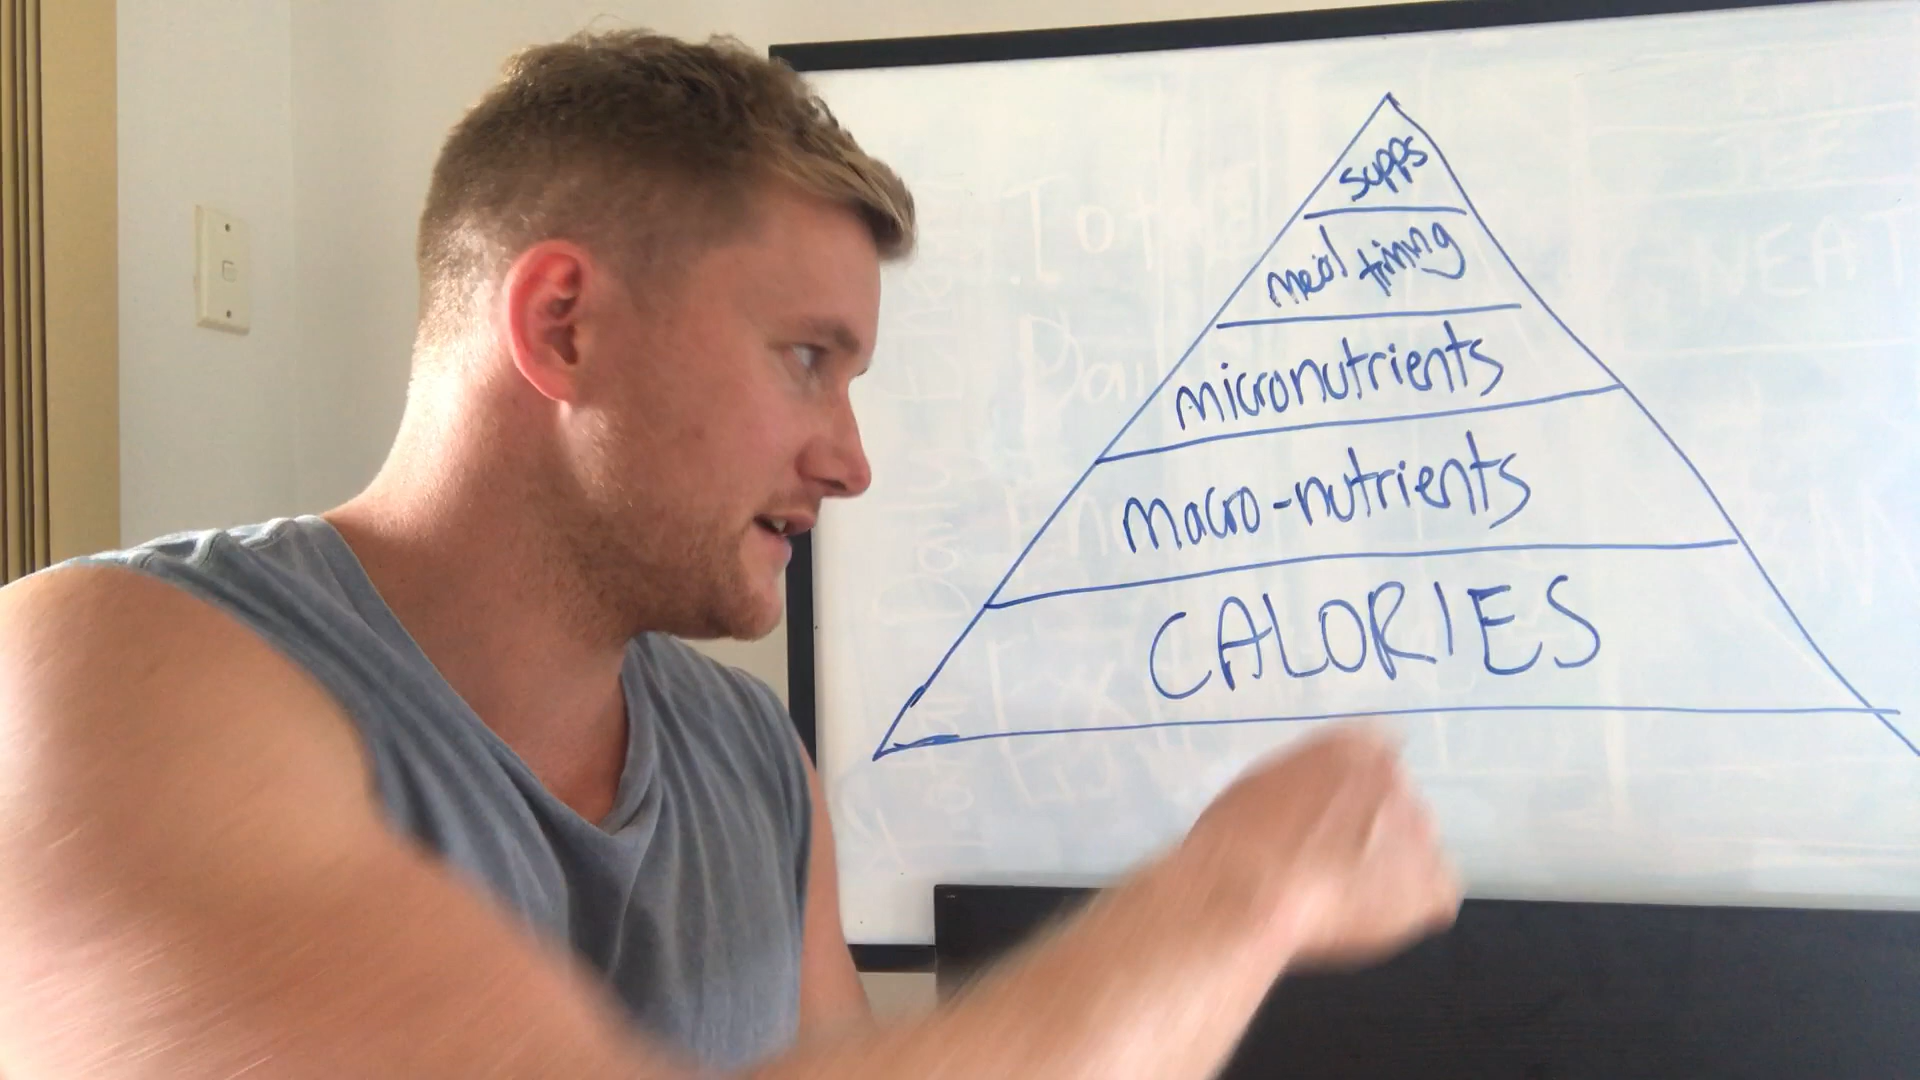 supps
meal timing
micronutrients
macro-nutrients
CALORIES